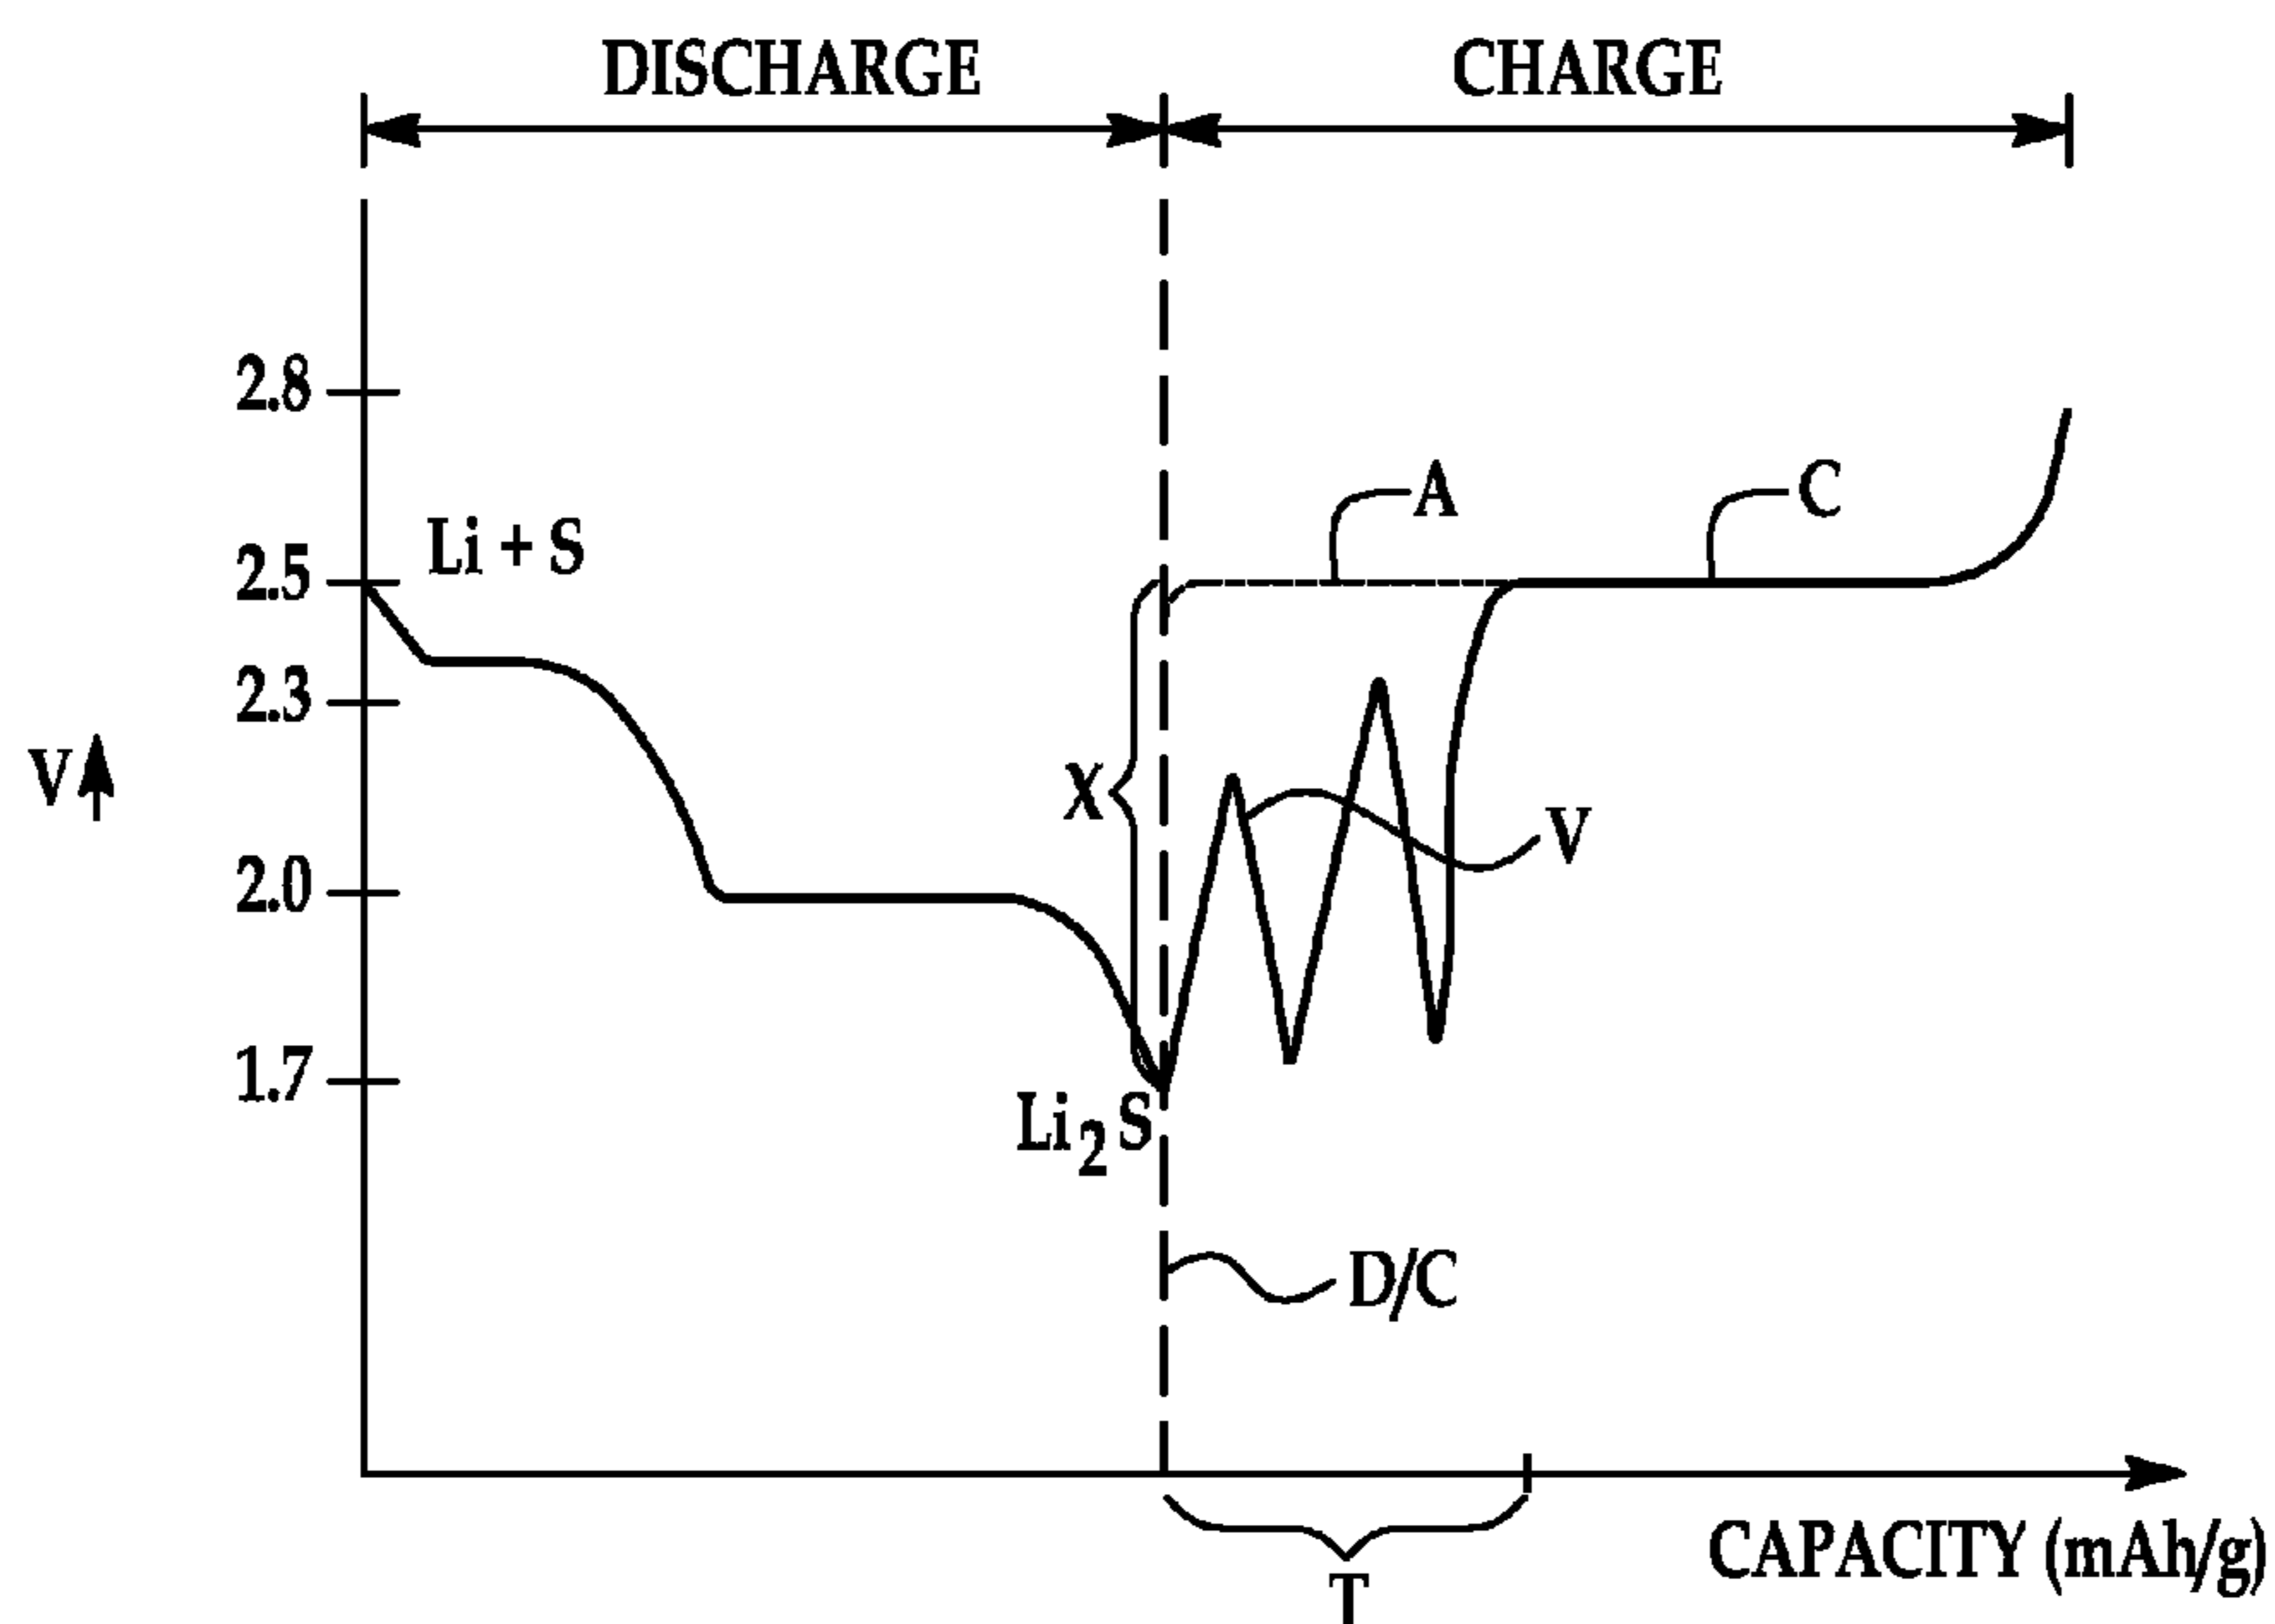 DISCHARGE
CHARGE
2.8
A
C
Li + S
2.5
2.3
V
X
V
2.0
1.7
Li2S
D/C
CAPACITY (mAh/g)
T